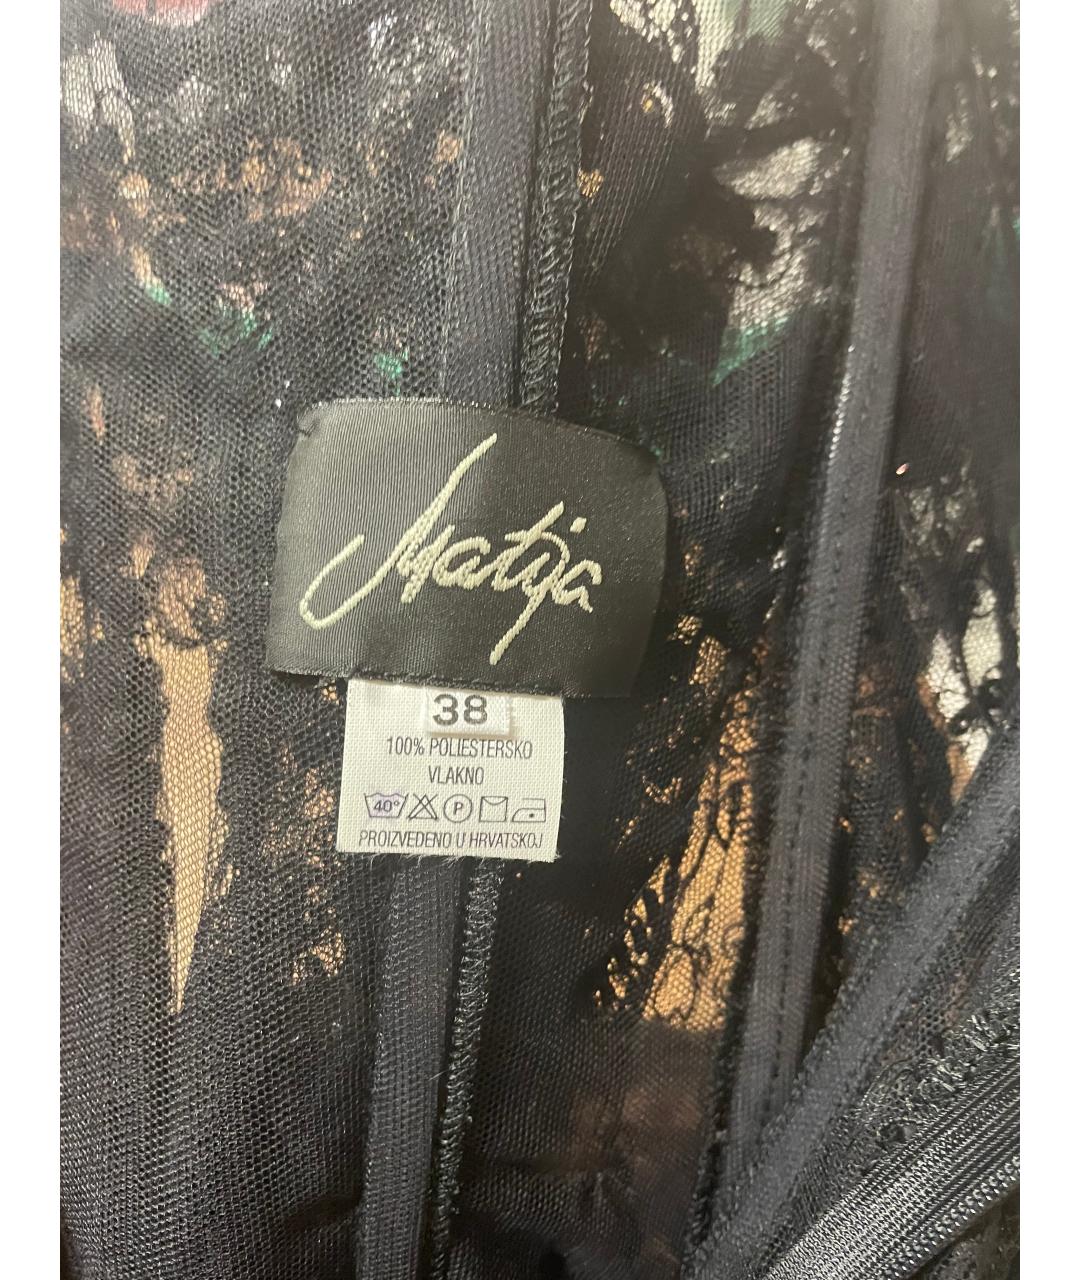 Matija
38
100% POLIESTERSKO
VLAKNO
40° P
PROIZVEDENO U HRVATSKOJ